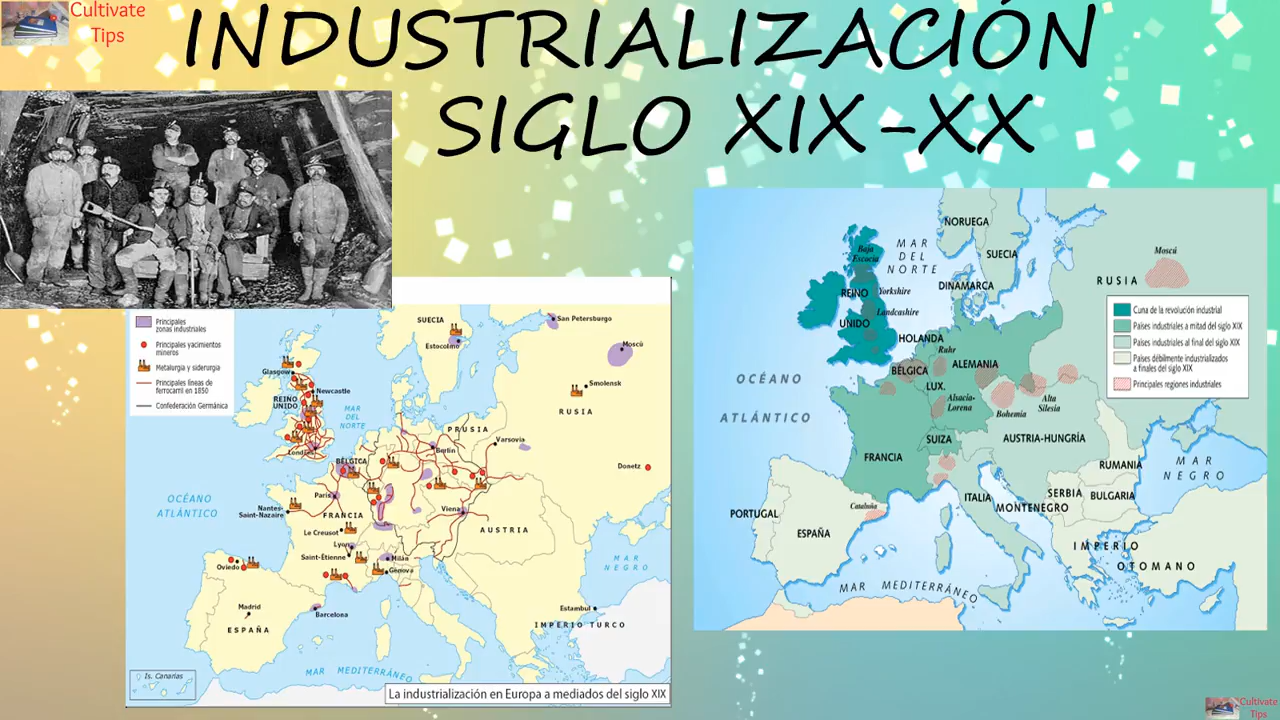 Cultivate
Tips
INDUSTRIALIZACIÓN
SIGLO XIX-XX
Principales
zonas industriales
Principales yacimientos
mineros
Metalurgia y siderurgia
Principales líneas de
ferrocarril en 1850
Confederación Germánica
SUECIA
Estocolmo
San Petersburgo
Moscú
Smolensk
RUSIA
Glasgow
Newcastle
REINO
UNIDO
MAR
DEL
NORTE
Londres
PRUSIA
Berlín
Varsovia
Donetz
BÉLGICA
OCÉANO
ATLÁNTICO
Nantes-
Saint-Nazaire
París
FRANCIA
Le Creusot
Lyon
Saint-Étienne
Viena
AUSTRIA
Milán
Génova
Oviedo
Madrid
ESPAÑA
Barcelona
MAR
NEGRO
Estambul
IMPERIO TURCO
Is. Canarias
MAR MEDITERRÁNEO
La industrialización en Europa a mediados del siglo XIX
NORUEGA
SUECIA
MAR
DEL
NORTE
Baja
Escocia
DINAMARCA
Moscú
RUSIA
REINO
UNIDO
Yorkshire
Landcashire
HOLANDA
Ruhr
BÉLGICA
ALEMANIA
LUX.
Alsacia-
Lorena
Bohemia
Alta
Silesia
Cuna de la revolución industrial
Países industriales a mitad del siglo XIX
Países industriales al final del siglo XIX
Países débilmente industrializados
a finales del siglo XIX
Principales regiones industriales
OCÉANO
ATLÁNTICO
SUIZA
AUSTRIA-HUNGRÍA
FRANCIA
RUMANIA
MAR
NEGRO
ITALIA
SERBIA
BULGARIA
MONTENEGRO
Cataluña
PORTUGAL
ESPAÑA
IMPERIO
OTOMANO
MAR MEDITERRÁNEO
Cultivate
Tips